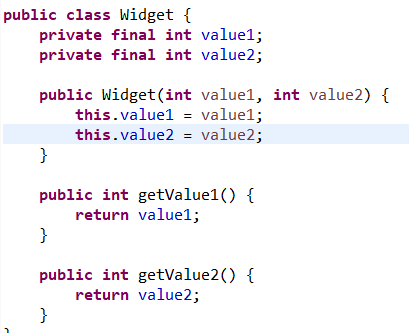 public class Widget {
    private final int value1;
    private final int value2;

    public Widget(int value1, int value2) {
        this.value1 = value1;
        this.value2 = value2;
    }

    public int getValue1() {
        return value1;
    }

    public int getValue2() {
        return value2;
    }
}